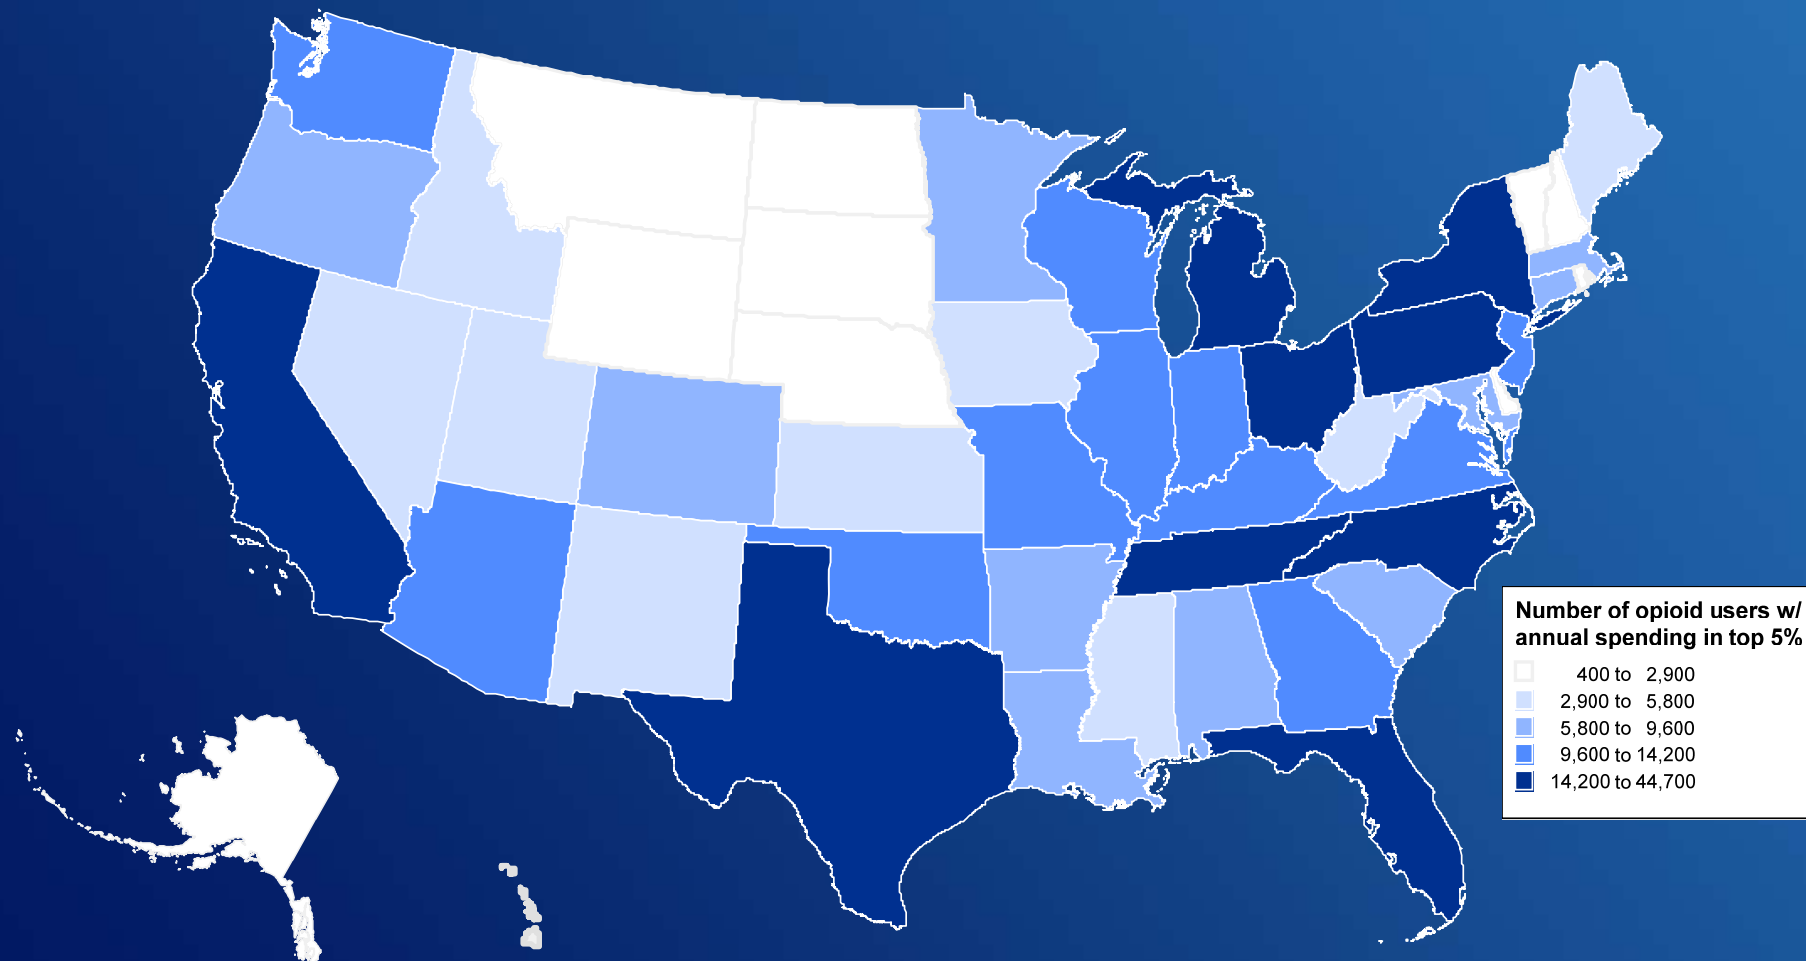 Number of opioid users w/
annual spending in top 5%
400 to 2,900
2,900 to 5,800
5,800 to 9,600
9,600 to 14,200
14,200 to 44,700